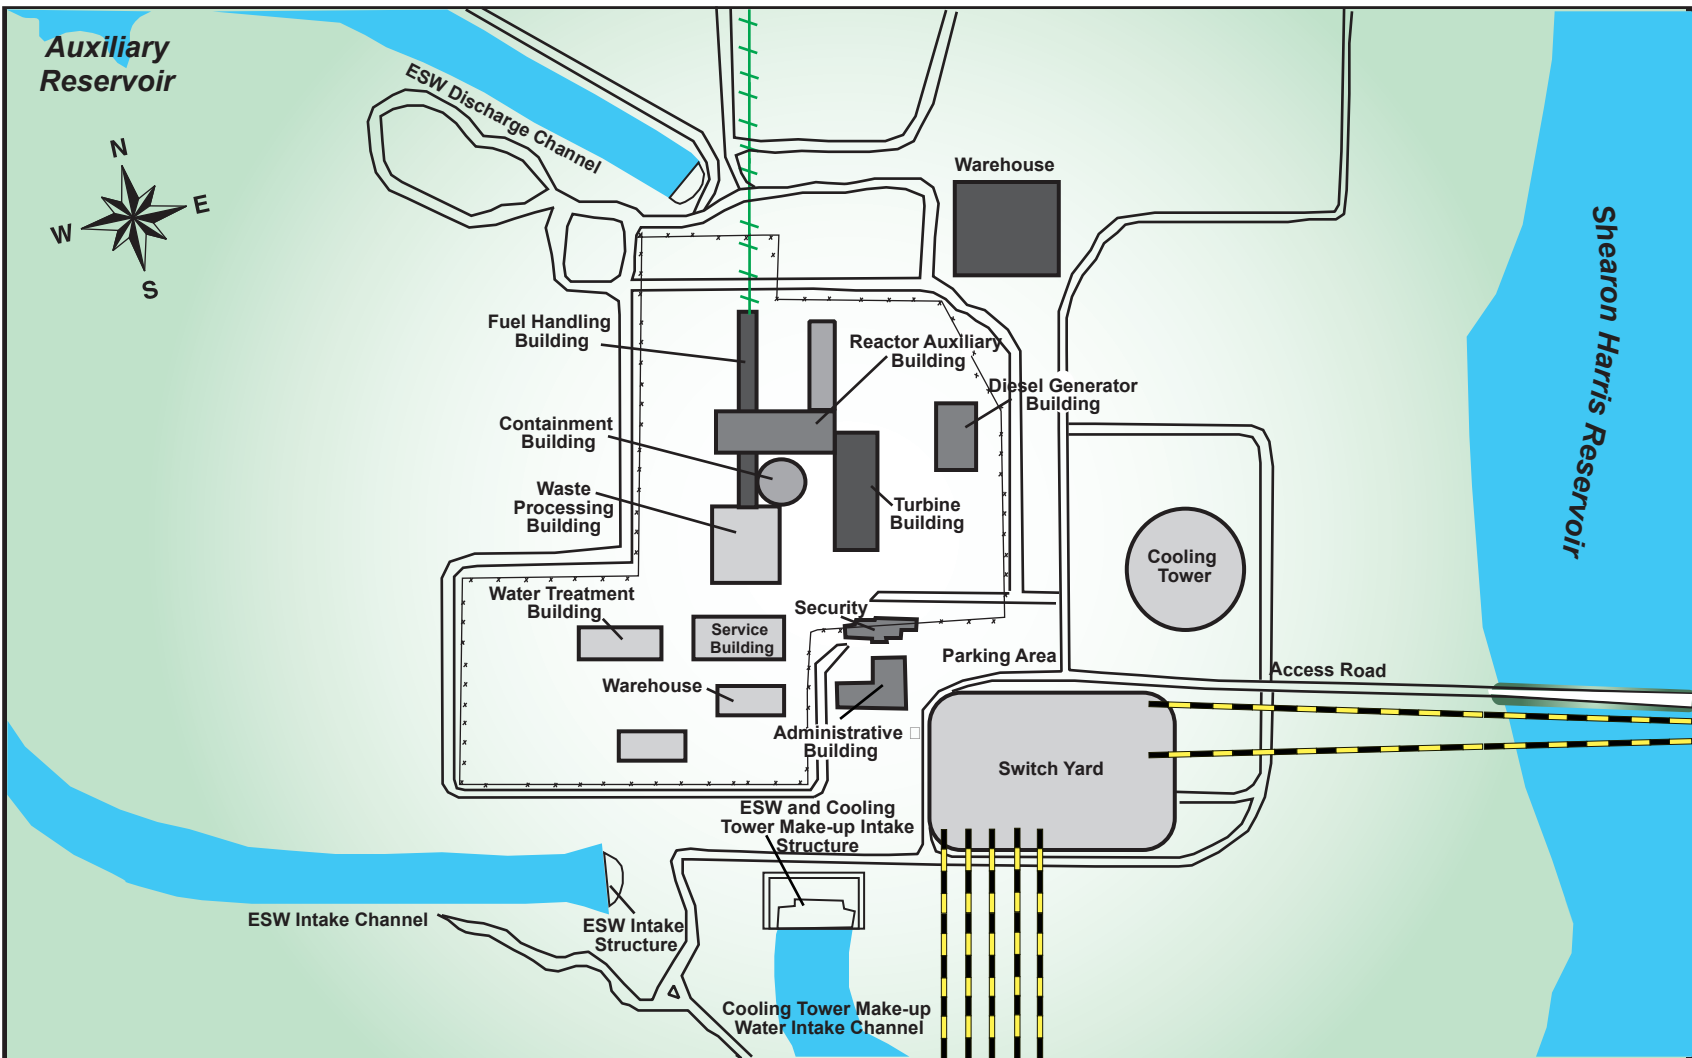 Auxiliary
Reservoir
ESW Discharge Channel
N
E
W
S
Warehouse
Shearon Harris Reservoir
Fuel Handling
Building
Reactor Auxiliary
Building
Diesel Generator
Building
Containment
Building
Waste
Processing
Building
Turbine
Building
Cooling
Tower
Water Treatment
Building
Security
Service
Building
Parking Area
Access Road
Warehouse
Administrative
Building
Switch Yard
ESW and Cooling
Tower Make-up Intake
Structure
ESW Intake Channel
ESW Intake
Structure
Cooling Tower Make-up
Water Intake Channel